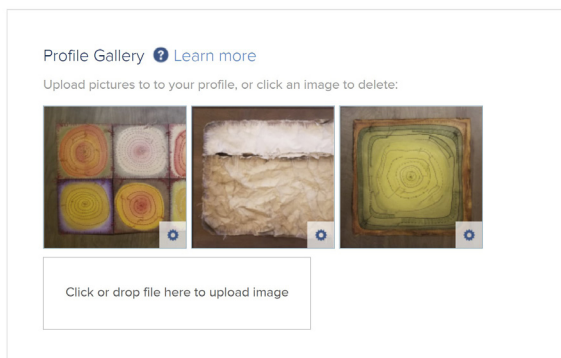 Profile Gallery ? Learn more
Upload pictures to to your profile, or click an image to delete:
Click or drop file here to upload image